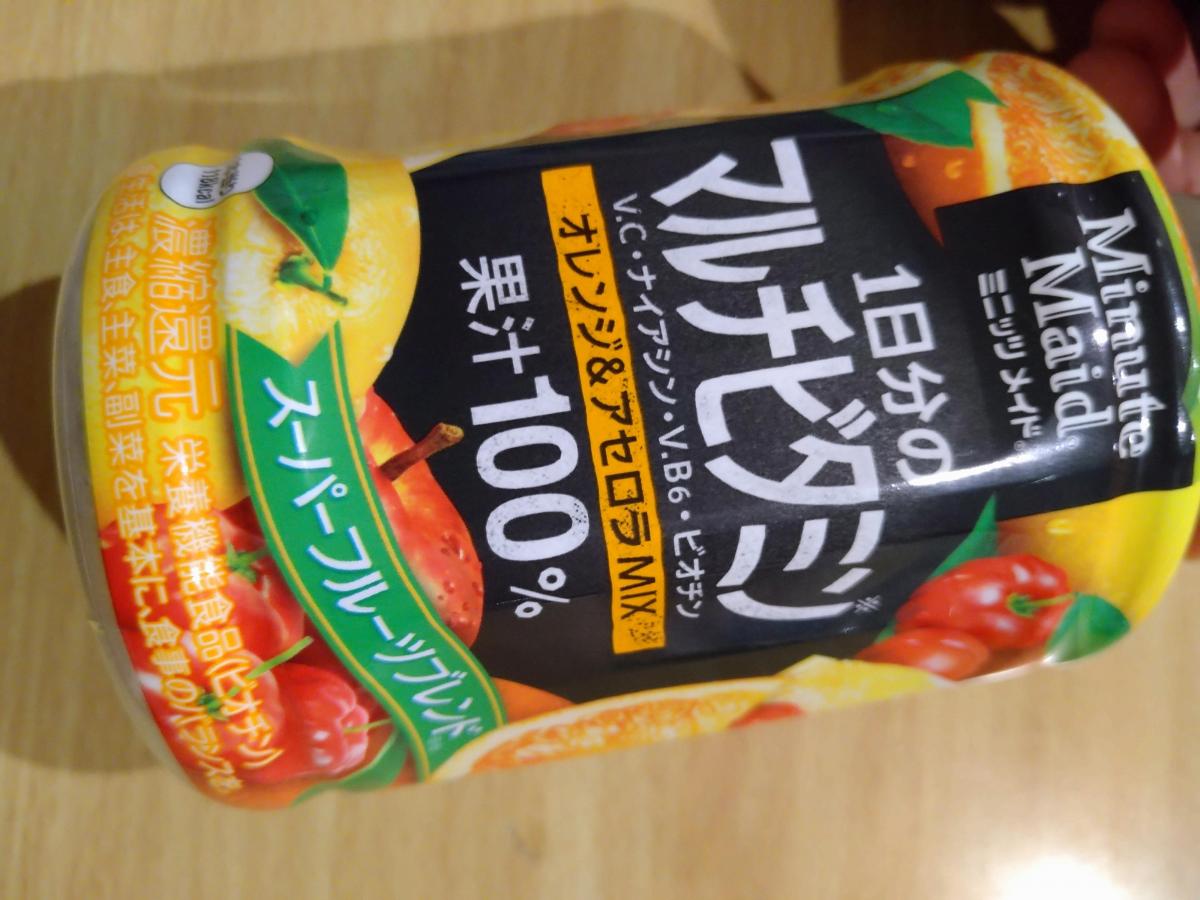 Minute
Maid®
ミニッツ メイド®
1日分の
マルチビタミン※
V.C・ナイアシン・V.B6・ビオチン
オレンジ&アセロラMIX
果汁100%
スーパーフルーツブレンド
118kcal
濃縮還元 栄養機能食品(ビオチン)
食生活は、主食、主菜、副菜を基本に、食事のバランスを。